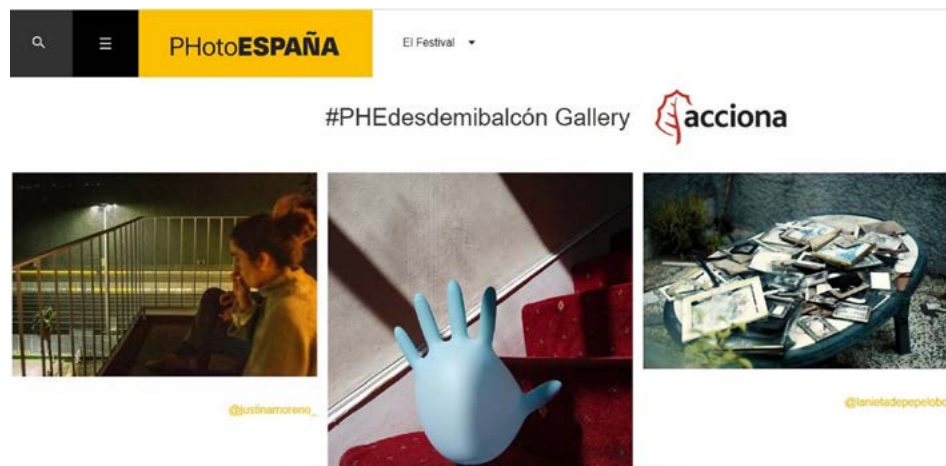 PHotoESPAÑA
El Festival
#PHEdesdemibalcón Gallery
acciona
@justinamoreno_
@lanietadepepelobo